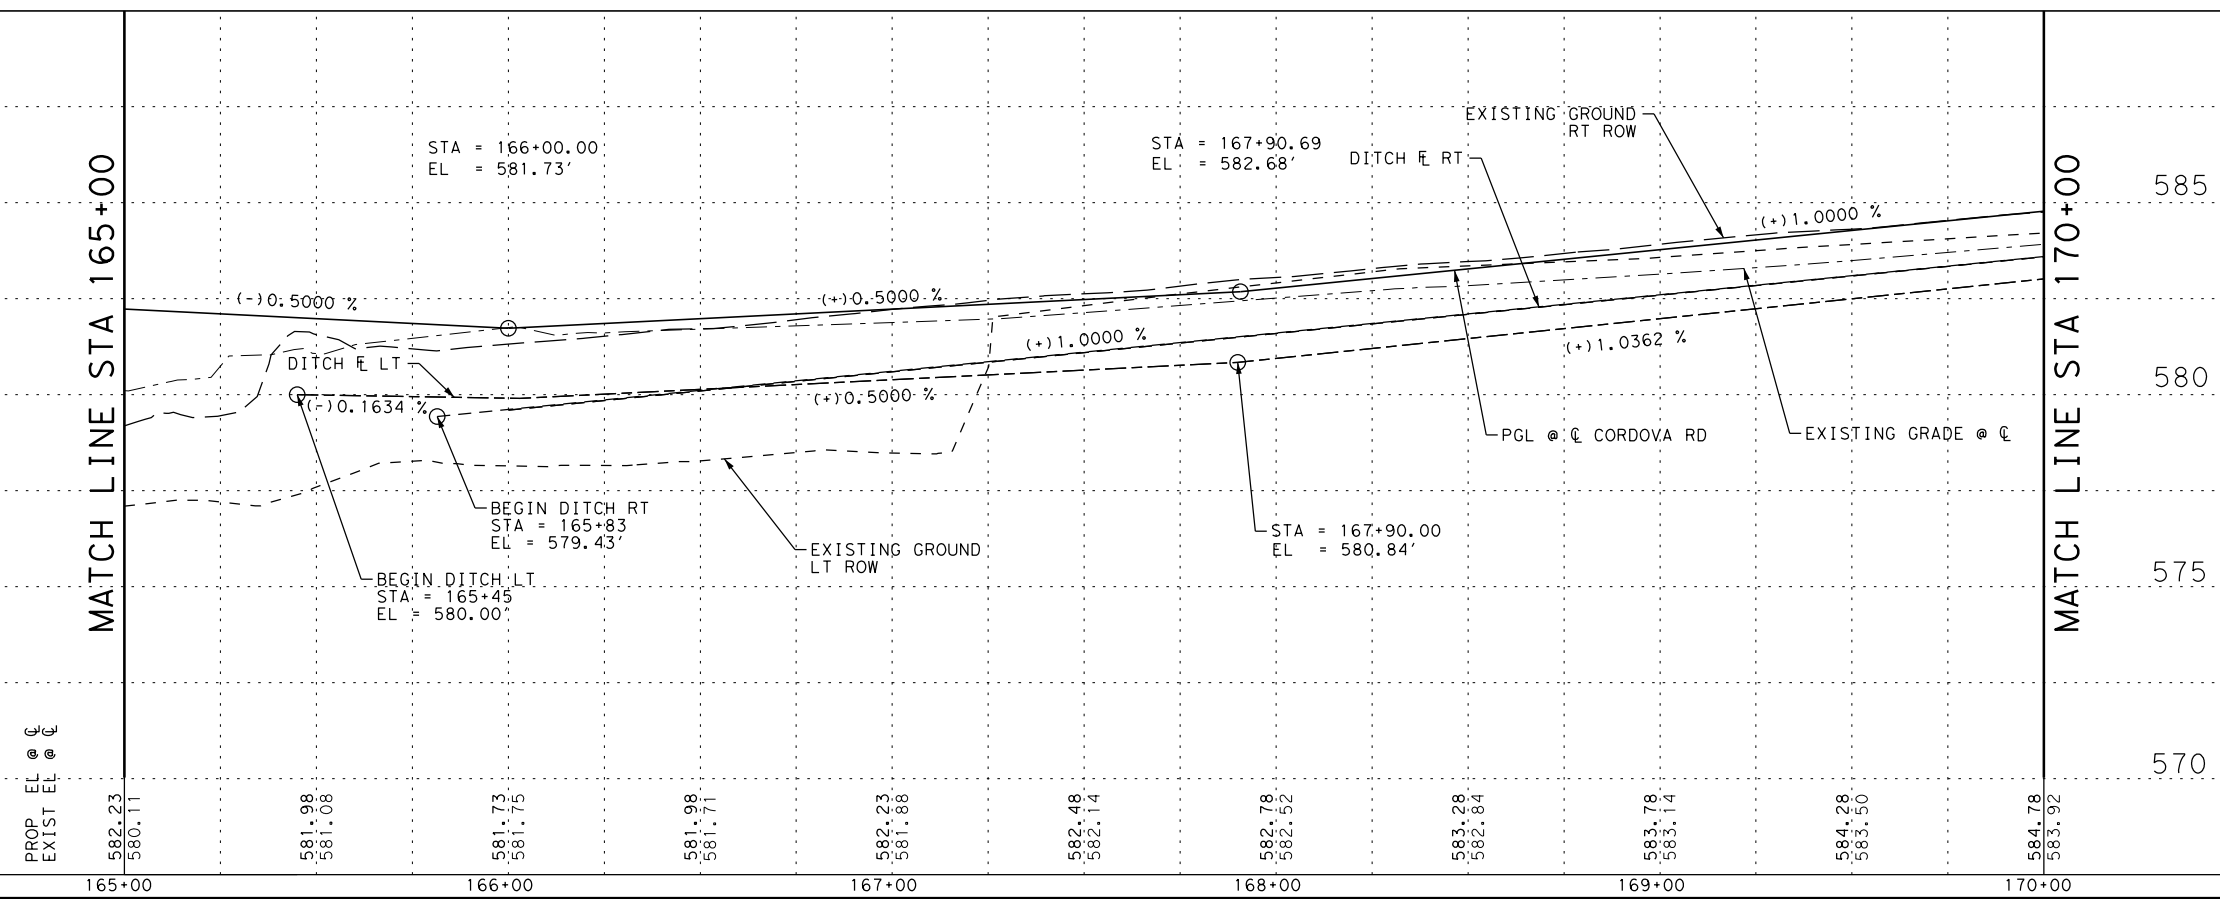 MATCH LINE STA 165+00
STA = 166+00.00
EL = 581.73'
STA = 167+90.69
EL = 582.68'
EXISTING GROUND
RT ROW
DITCH ℄ RT
(-)0.5000 %
(+)0.5000 %
(+)1.0000 %
(+)1.0000 %
DITCH ℄ LT
(-)0.1634 %
(+)0.5000 %
(+)1.0362 %
PGL @ ℄ CORDOVA RD
EXISTING GRADE @ ℄
BEGIN DITCH RT
STA = 165+83
EL = 579.43'
EXISTING GROUND
LT ROW
STA = 167+90.00
EL = 580.84'
BEGIN DITCH LT
STA = 165+45
EL = 580.00'
MATCH LINE STA 170+00
585
580
575
570
PROP EL @ ℄
EXIST EL @ ℄
582.23
580.11
581.98
581.08
581.73
581.75
581.98
581.71
582.23
581.88
582.48
582.14
582.78
582.52
583.28
582.84
583.78
583.14
584.28
583.50
584.78
583.92
165+00
166+00
167+00
168+00
169+00
170+00